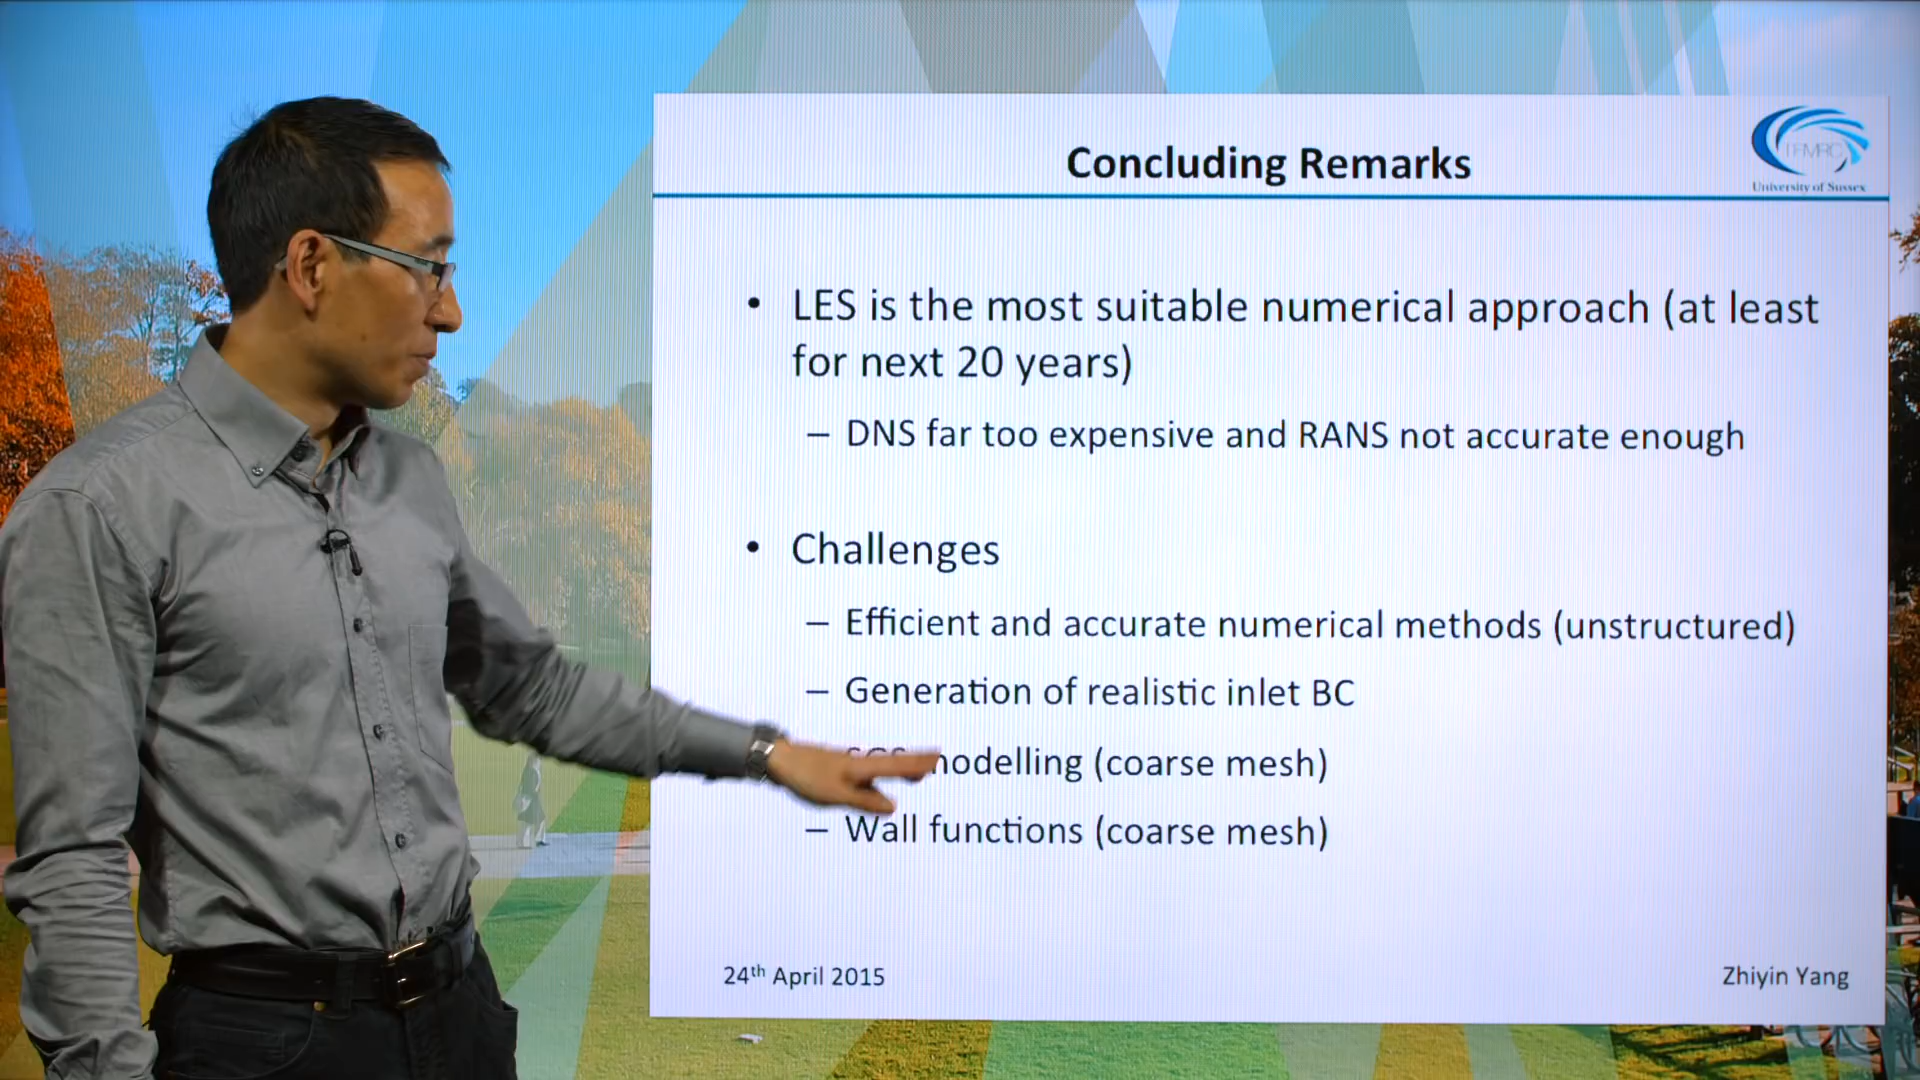 Concluding Remarks
TFMRC
University of Sussex
• LES is the most suitable numerical approach (at least
for next 20 years)
– DNS far too expensive and RANS not accurate enough
• Challenges
– Efficient and accurate numerical methods (unstructured)
– Generation of realistic inlet BC
modelling (coarse mesh)
– Wall functions (coarse mesh)
24th April 2015
Zhiyin Yang